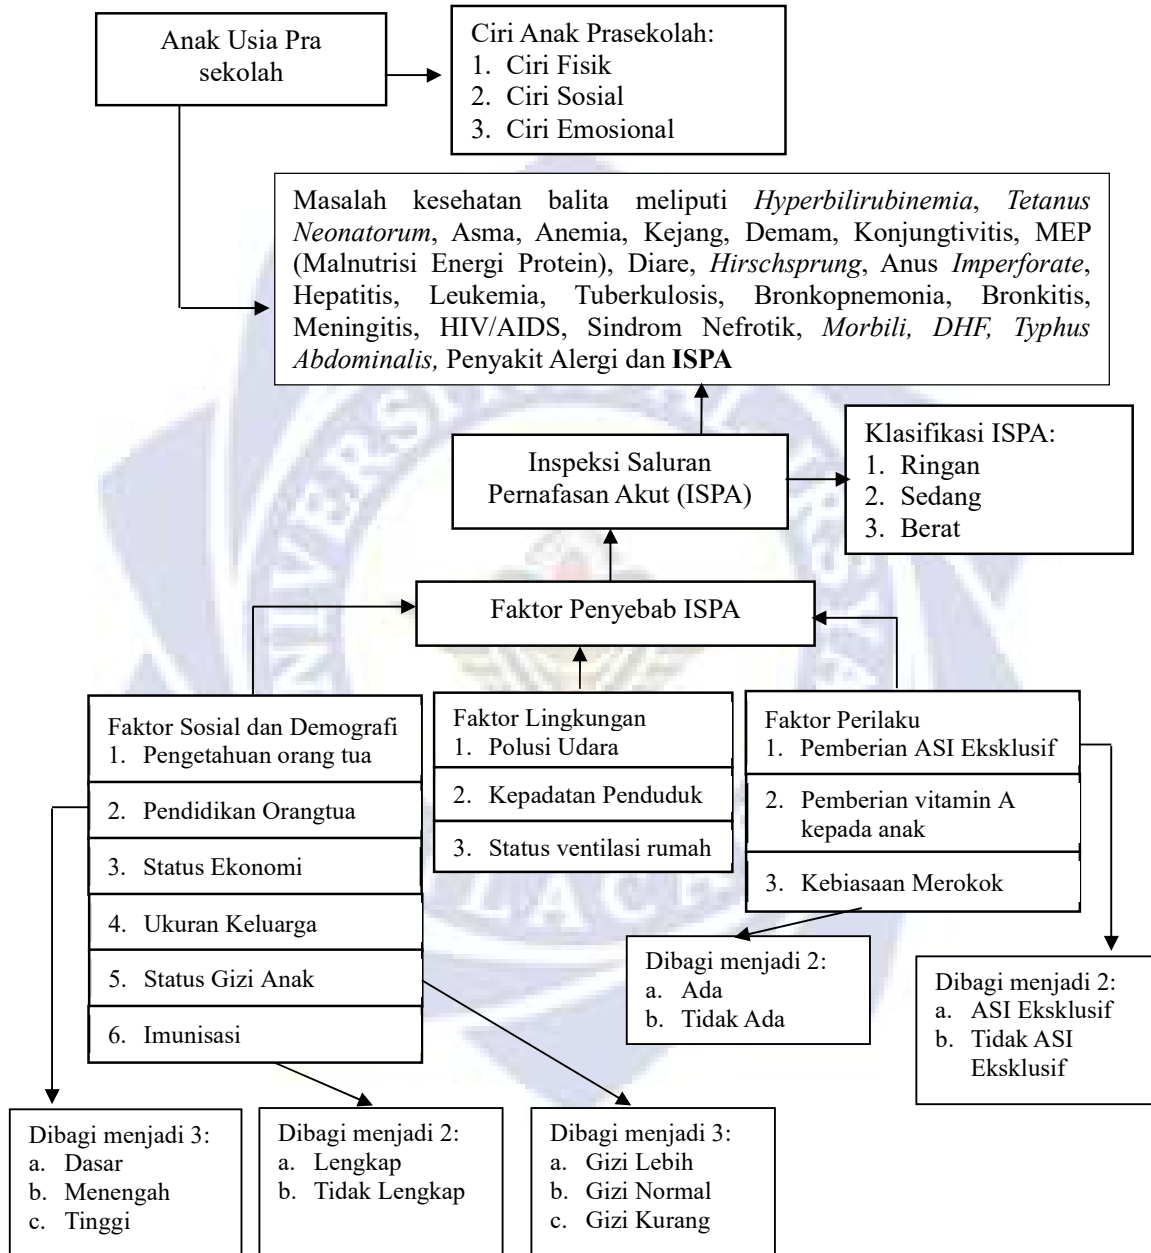 Anak Usia Pra
sekolah
Ciri Anak Prasekolah:
1. Ciri Fisik
2. Ciri Sosial
3. Ciri Emosional
Masalah kesehatan balita meliputi Hyperbilirubinemia, Tetanus
Neonatorum, Asma, Anemia, Kejang, Demam, Konjungtivitis, MEP
(Malnutrisi Energi Protein), Diare, Hirschsprung, Anus Imperforate,
Hepatitis, Leukemia, Tuberkulosis, Bronkopnemonia, Bronkitis,
Meningitis, HIV/AIDS, Sindrom Nefrotik, Morbili, DHF, Typhus
Abdominalis, Penyakit Alergi dan ISPA
Inspeksi Saluran
Pernafasan Akut (ISPA)
Klasifikasi ISPA:
1. Ringan
2. Sedang
3. Berat
Faktor Penyebab ISPA
Faktor Sosial dan Demografi
1. Pengetahuan orang tua
2. Pendidikan Orangtua
3. Status Ekonomi
4. Ukuran Keluarga
5. Status Gizi Anak
6. Imunisasi
Faktor Lingkungan
1. Polusi Udara
2. Kepadatan Penduduk
3. Status ventilasi rumah
Faktor Perilaku
1. Pemberian ASI Eksklusif
2. Pemberian vitamin A
kepada anak
3. Kebiasaan Merokok
Dibagi menjadi 2:
a. Ada
b. Tidak Ada
Dibagi menjadi 2:
a. ASI Eksklusif
b. Tidak ASI
Eksklusif
Dibagi menjadi 3:
a. Dasar
b. Menengah
c. Tinggi
Dibagi menjadi 2:
a. Lengkap
b. Tidak Lengkap
Dibagi menjadi 3:
a. Gizi Lebih
b. Gizi Normal
c. Gizi Kurang